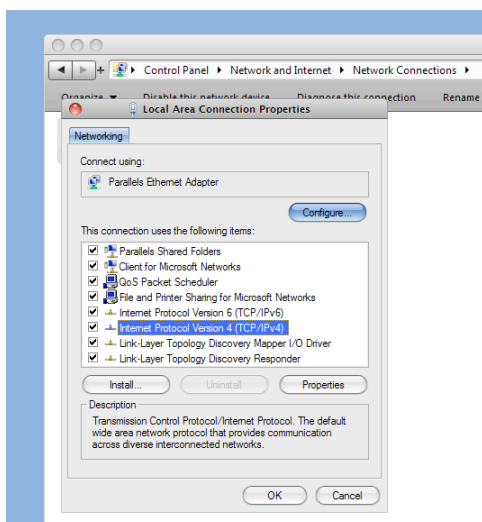 Control Panel ▸ Network and Internet ▸ Network Connections ▸
Organize Disable this network device Diagnose this connection Rename
Local Area Connection Properties
Networking
Connect using:
Parallels Ethernet Adapter
Configure...
This connection uses the following items:
Parallels Shared Folders
Client for Microsoft Networks
QoS Packet Scheduler
File and Printer Sharing for Microsoft Networks
Internet Protocol Version 6 (TCP/IPv6)
Internet Protocol Version 4 (TCP/IPv4)
Link-Layer Topology Discovery Mapper I/O Driver
Link-Layer Topology Discovery Responder
Install... Uninstall Properties
Description
Transmission Control Protocol/Internet Protocol. The default
wide area network protocol that provides communication
across diverse interconnected networks.
OK Cancel